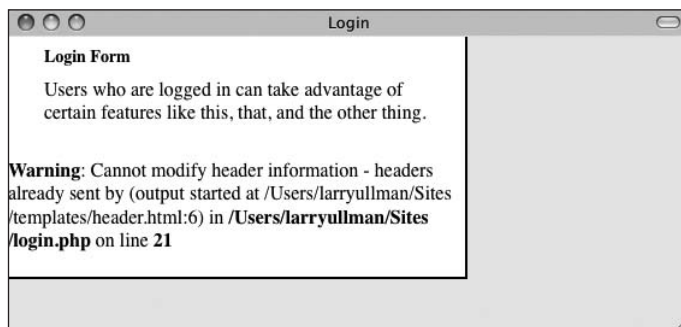 Login
Login Form
Users who are logged in can take advantage of
certain features like this, that, and the other thing.
Warning: Cannot modify header information - headers
already sent by (output started at /Users/larryullman/Sites
/templates/header.html:6) in /Users/larryullman/Sites
/login.php on line 21